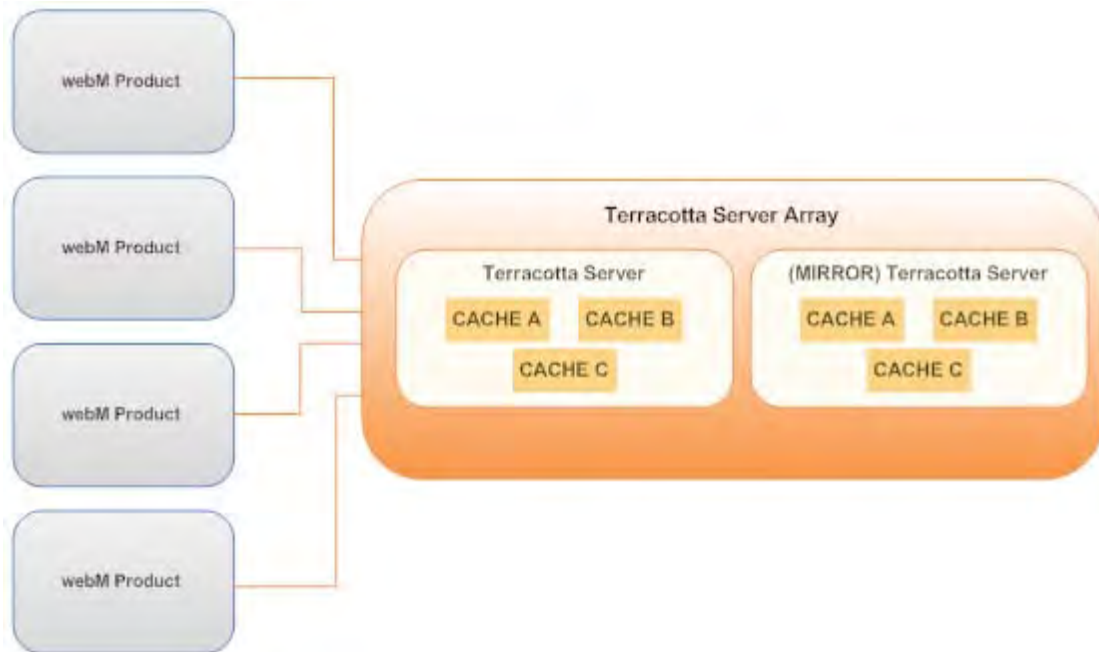 webM Product
webM Product
webM Product
webM Product
Terracotta Server Array
Terracotta Server
CACHE A
CACHE B
CACHE C
(MIRROR) Terracotta Server
CACHE A
CACHE B
CACHE C